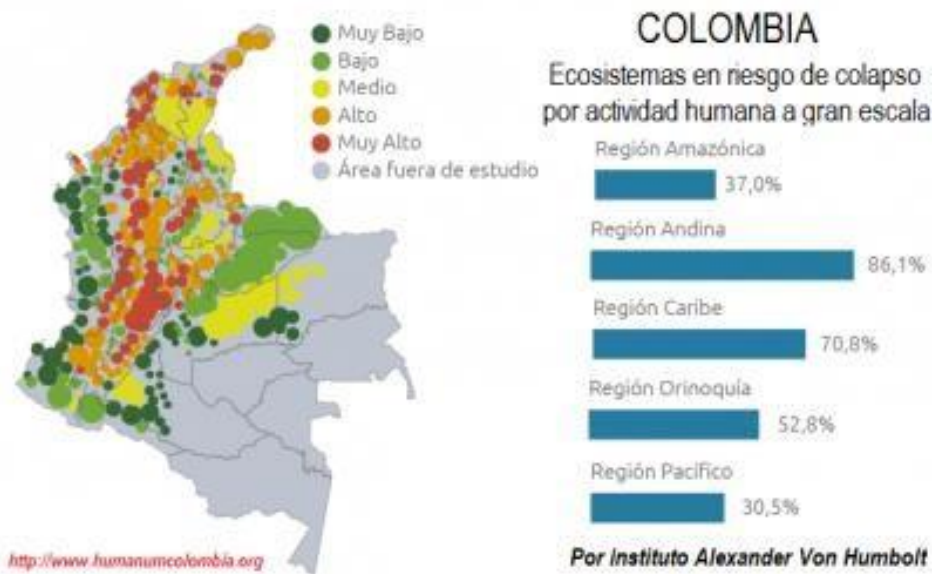 Muy Bajo
Bajo
Medio
Alto
Muy Alto
Área fuera de estudio
http://www.humanumcolombia.org
COLOMBIA
Ecosistemas en riesgo de colapso
por actividad humana a gran escala
Región Amazónica
37,0%
Región Andina
86,1%
Región Caribe
70,8%
Región Orinoquía
52,8%
Región Pacífico
30,5%
Por Instituto Alexander Von Humbolt